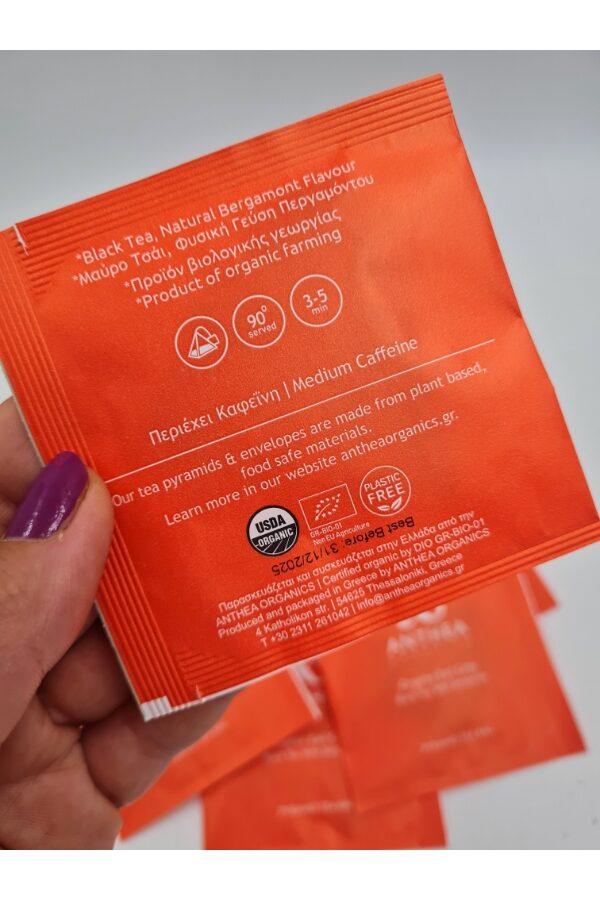 *Black Tea, Natural Bergamont Flavour
*Μαύρο Τσάι, Φυσική Γεύση Περγαμόντου
*Προϊόν βιολογικής γεωργίας
*Product of organic farming
90°
served
3-5
min
Περιέχει Καφεΐνη | Medium Caffeine
Our tea pyramids & envelopes are made from plant based,
food safe materials.
Learn more in our website antheaorganics.gr.
USDA
ORGANIC
GR-BIO-01
Non EU Agriculture
PLASTIC
FREE
Best Before: 31/12/2025
Παρασκευάζεται και συσκευάζεται στην Ελλάδα από την
ANTHEA ORGANICS | Certified organic by DIO GR-BIO-01
Produced and packaged in Greece by ANTHEA ORGANICS
4 Katholikon str. | 54625 Thessaloniki, Greece
T +30 2311 261042 | info@antheaorganics.gr
ANTHEA